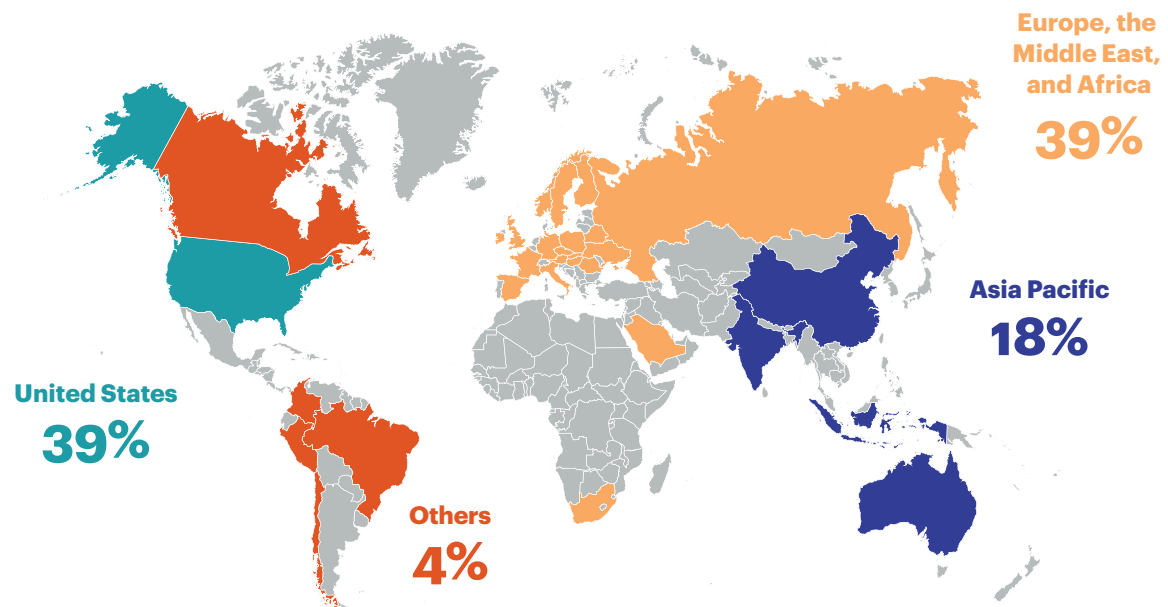 Europe, the
Middle East,
and Africa
39%
Asia Pacific
18%
United States
39%
Others
4%